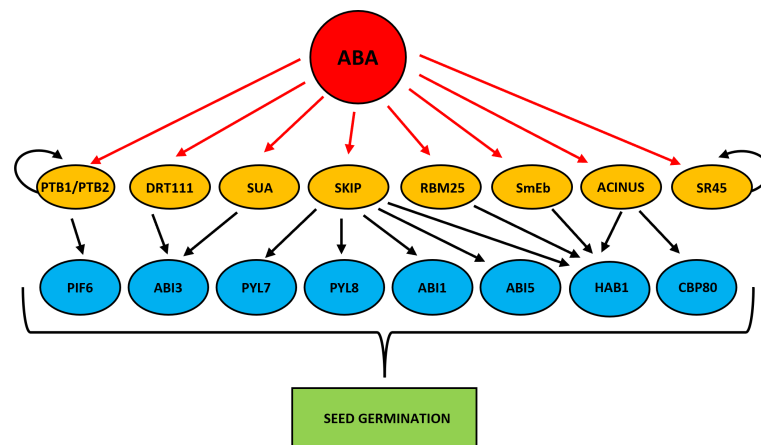 ABA
PTB1/PTB2
DRT111
SUA
SKIP
RBM25
SmEb
ACINUS
SR45
PIF6
ABI3
PYL7
PYL8
ABI1
ABI5
HAB1
CBP80
SEED GERMINATION